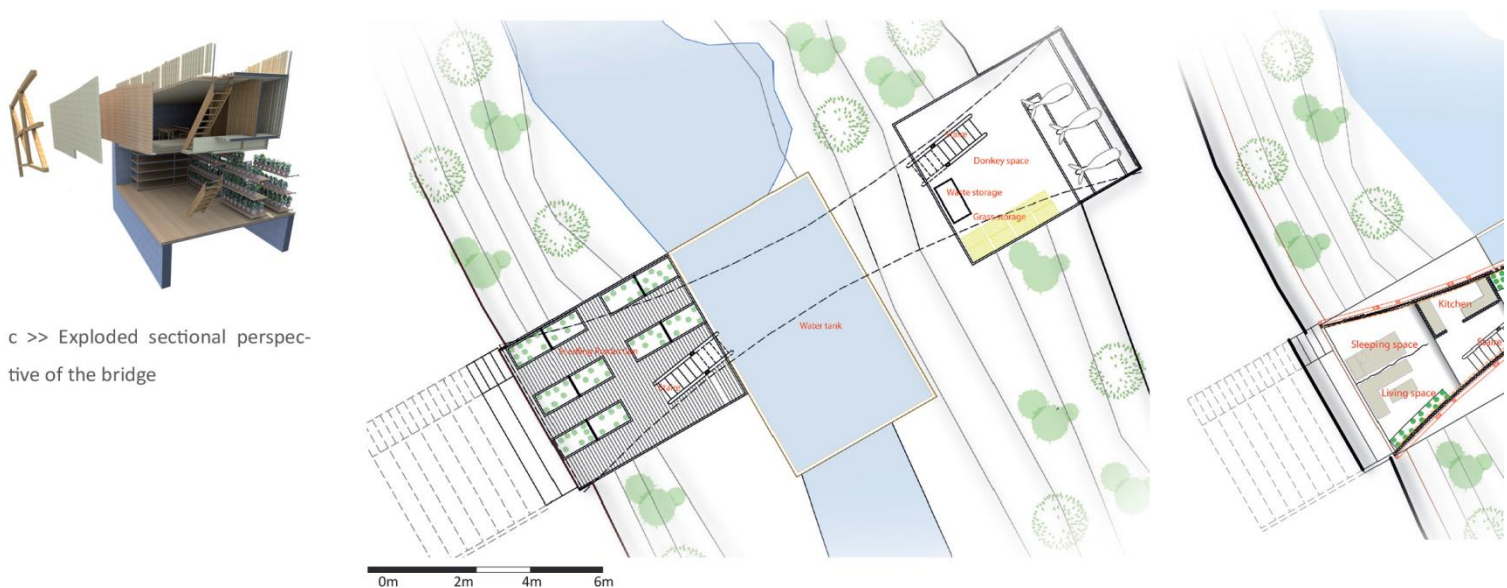 c >> Exploded sectional perspec-
tive of the bridge
Donkey space
Waste storage
Grass storage
Water tank
0m 2m 4m 6m
Kitchen
Sleeping space
Living space